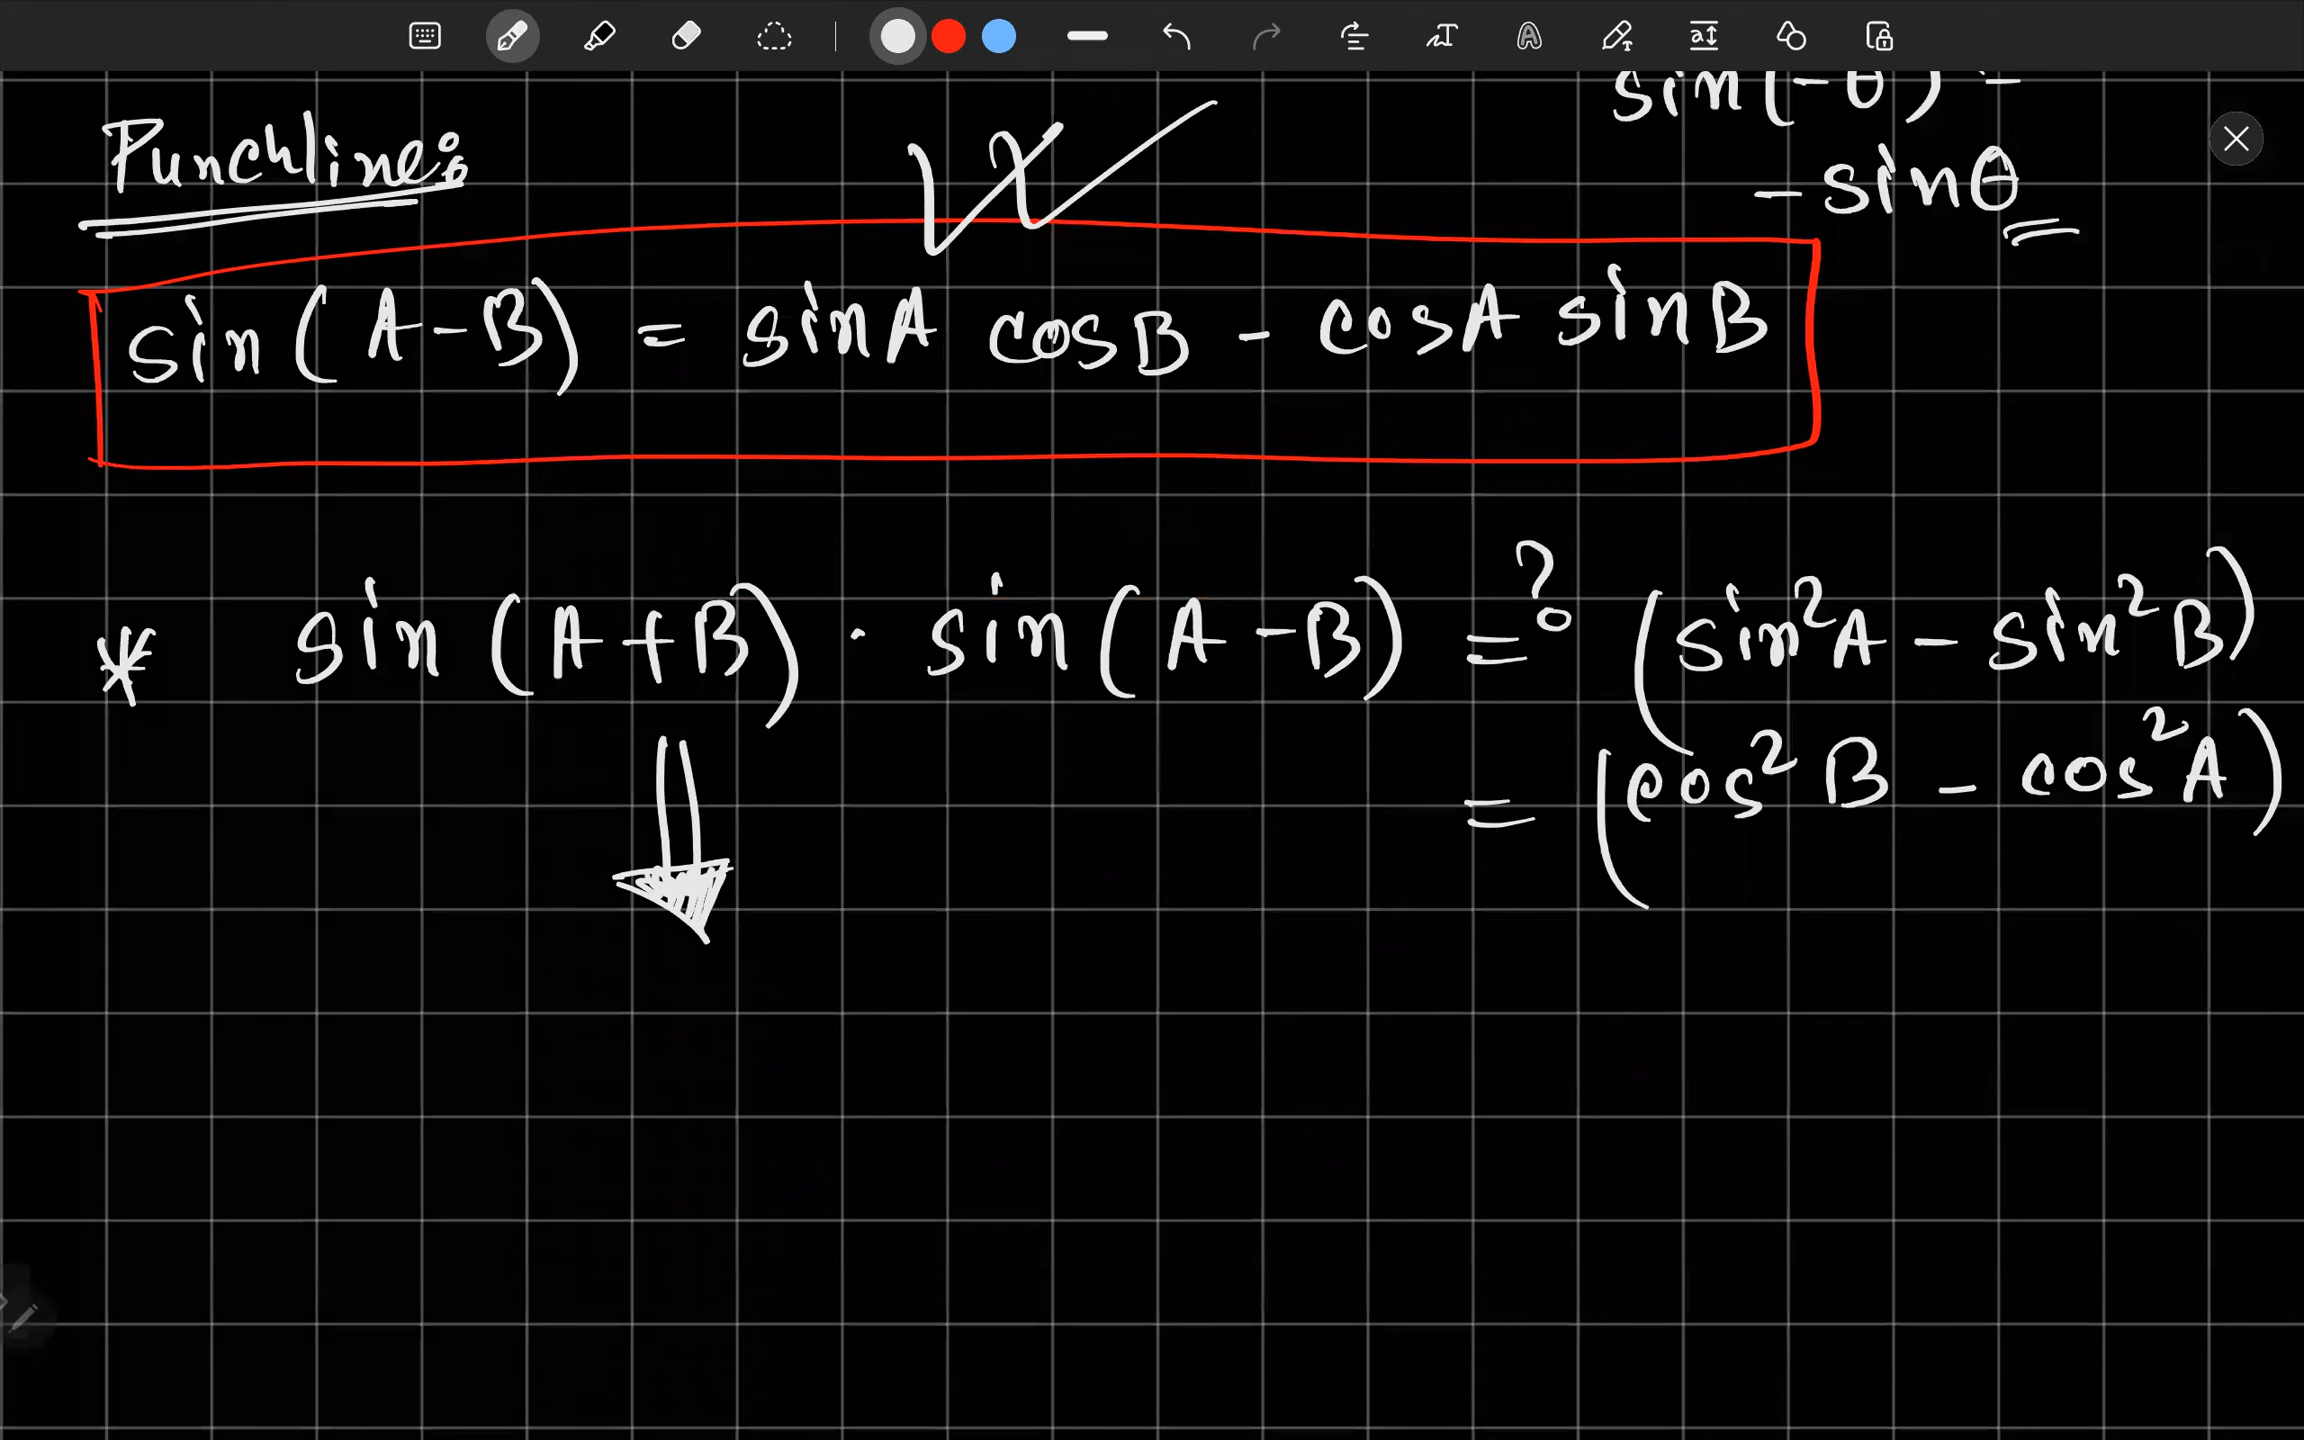 sin(-θ) =
- sinθ
Punchline:
sin (A-B) = sinA cosB - cosA sinB
* sin (A+B) · sin (A-B) =? (sin²A - sin²B)
= (cos²B - cos²A)